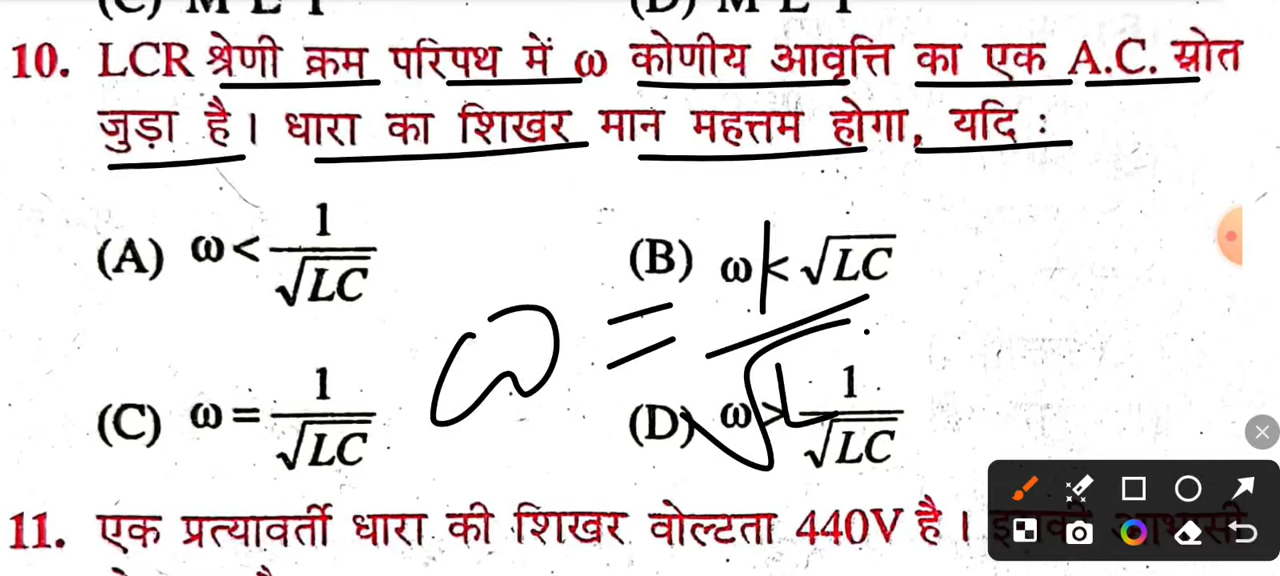 10. LCR श्रेणी क्रम परिपथ में ω कोणीय आवृत्ति का एक A.C. स्रोत
जुड़ा है। धारा का शिखर मान महत्तम होगा, यदि :
(A) ω < 1/√LC
(B) ω < √LC
(C) ω = 1/√LC
(D) ω > 1/√LC
ω = 1/√L
11. एक प्रत्यावर्ती धारा की शिखर वोल्टता 440V है।